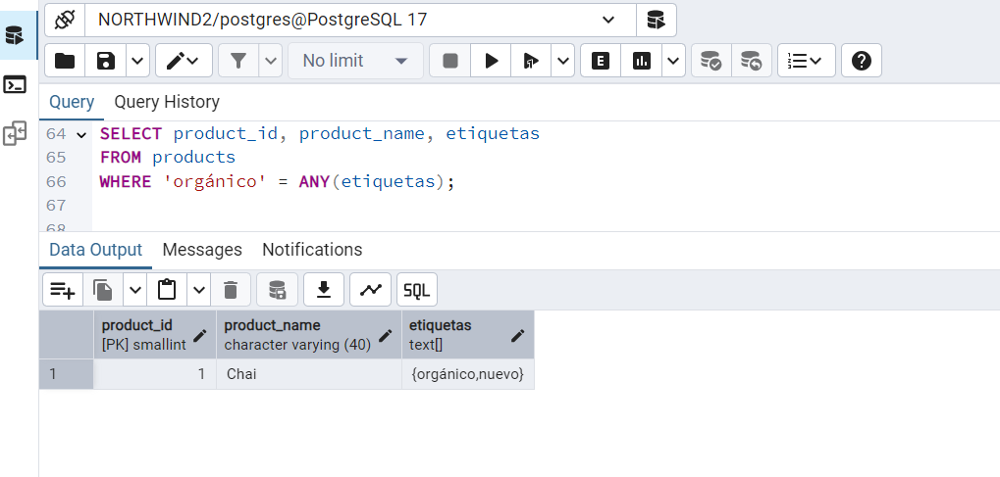 NORTHWIND2/postgres@PostgreSQL 17
No limit
E
Query Query History
64 SELECT product_id, product_name, etiquetas
65 FROM products
66 WHERE 'orgánico' = ANY(etiquetas);
67
68
Data Output Messages Notifications
SQL
product_id product_name etiquetas
[PK] smallint character varying (40) text[]
1 1 Chai {orgánico,nuevo}